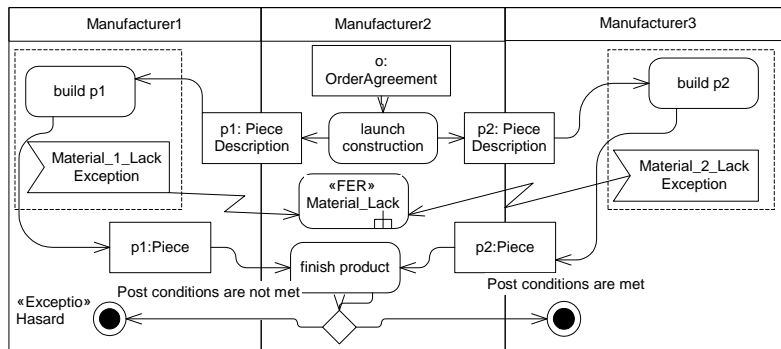 Manufacturer1
Manufacturer2
Manufacturer3
o:
OrderAgreement
build p1
build p2
p1: Piece
Description
launch
construction
p2: Piece
Description
Material_1_Lack
Exception
«FER»
Material_Lack
Material_2_Lack
Exception
p1:Piece
finish product
p2:Piece
Post conditions are not met
Post conditions are met
«Exceptio»
Hasard